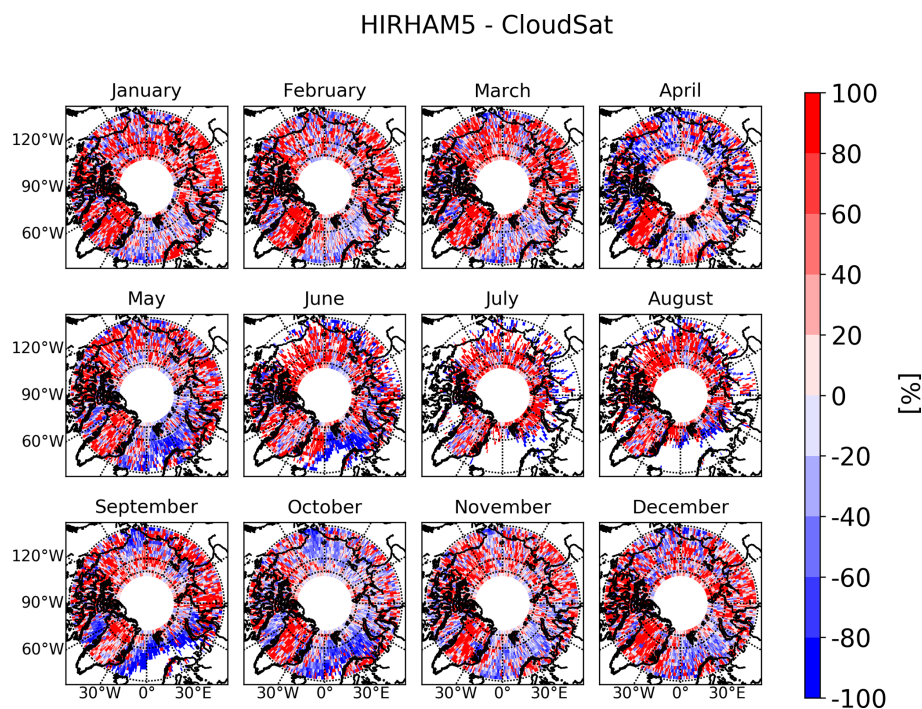 HIRHAM5 - CloudSat
January February March April
120°W
90°W
60°W
May June July August
120°W
90°W
60°W
September October November December
120°W
90°W
60°W
30°W 0° 30°E 30°W 0° 30°E 30°W 0° 30°E 30°W 0° 30°E
100
80
60
40
20
0
-20
-40
-60
-80
-100
[%]